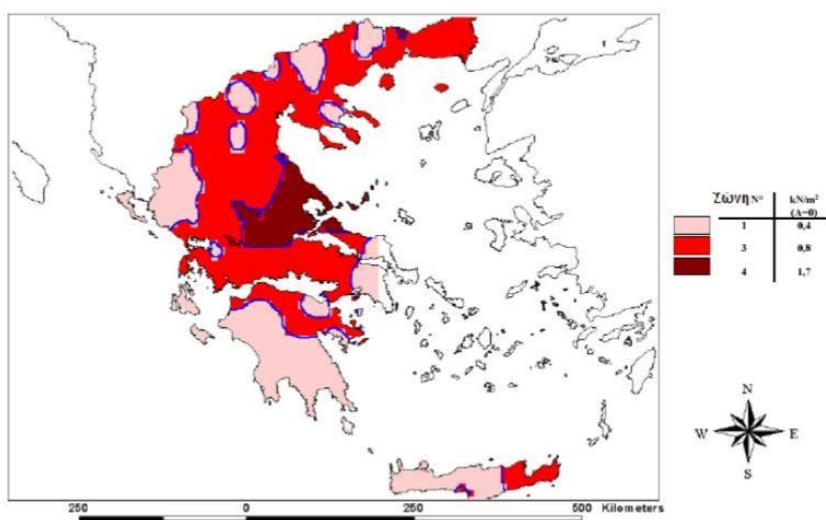 Ζώνη N° kN/m²
(A=0)
1 0,4
3 0,8
4 1,7
N
W E
S
250 0 250 500 Kilometers